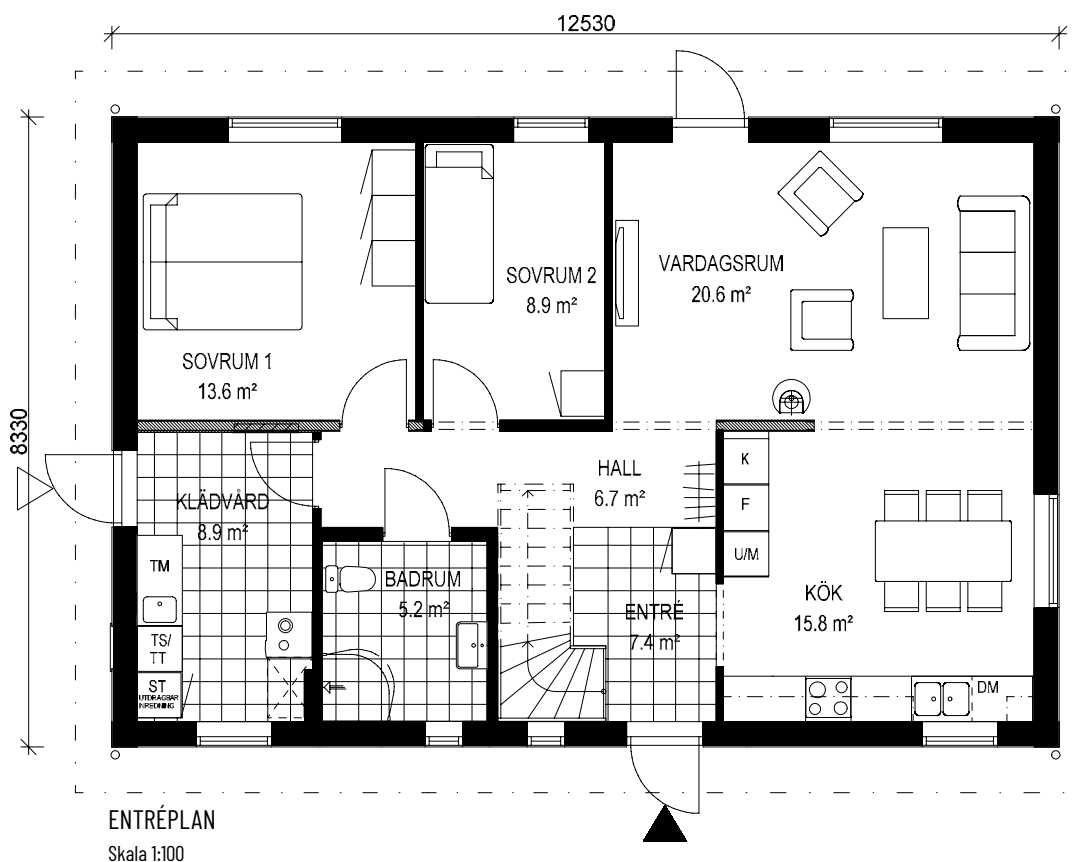 12530
8330
SOVRUM 1
13.6 m²
SOVRUM 2
8.9 m²
VARDAGSRUM
20.6 m²
KLÄDVÅRD
8.9 m²
HALL
6.7 m²
K
F
U/M
TM
BADRUM
5.2 m²
ENTRÉ
7.4 m²
KÖK
15.8 m²
TS/
TT
ST
UTDRAGBAR
INREDNING
DM
ENTRÉPLAN
Skala 1:100